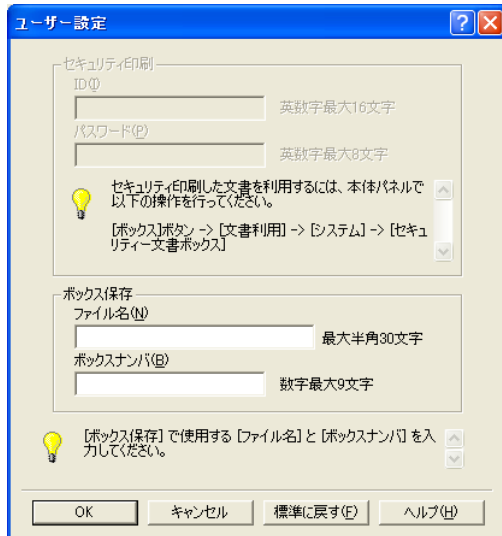 ユーザー設定
セキュリティ印刷
ID(I)
英数字最大16文字
パスワード(P)
英数字最大8文字
セキュリティ印刷した文書を利用するには、本体パネルで
以下の操作を行ってください。
[ボックス]ボタン -> [文書利用] -> [システム] -> [セキュ
リティー文書ボックス]
ボックス保存
ファイル名(N)
最大半角30文字
ボックスナンバ(B)
数字最大9文字
[ボックス保存] で使用する [ファイル名] と [ボックスナンバ] を入
力してください。
OK
キャンセル
標準に戻す(F)
ヘルプ(H)